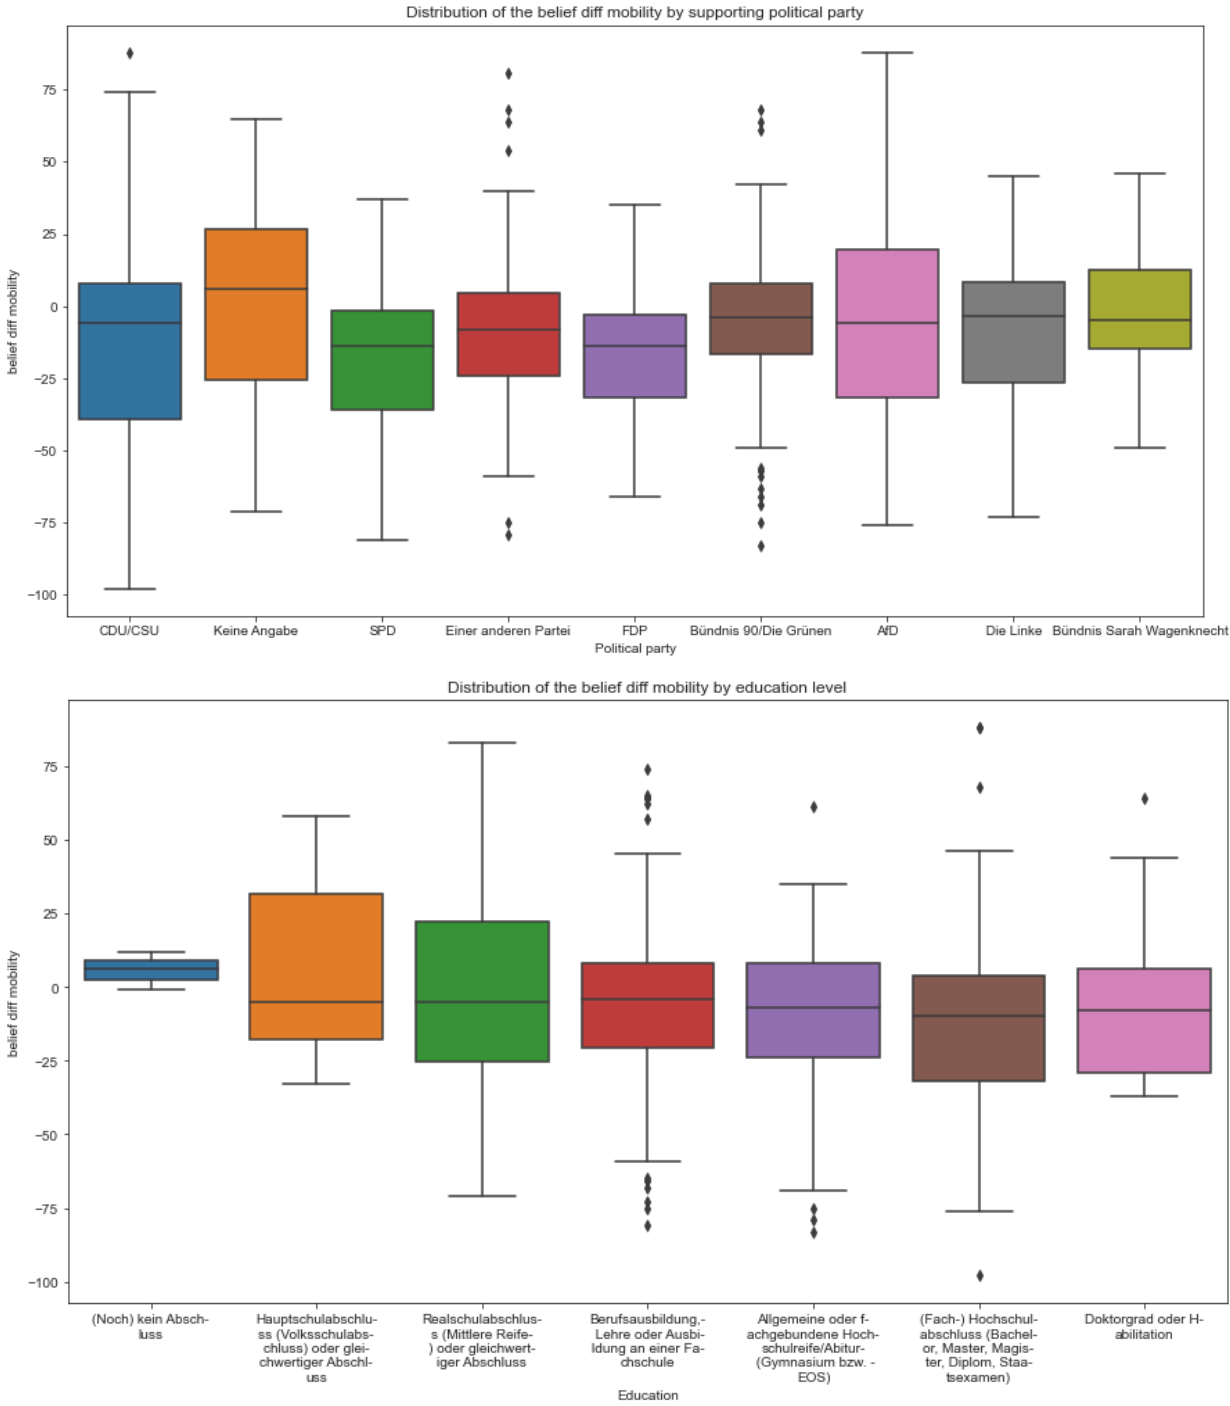 Distribution of the belief diff mobility by supporting political party
belief diff mobility
75
50
25
0
−25
−50
−75
−100
CDU/CSU Keine Angabe SPD Einer anderen Partei FDP Bündnis 90/Die Grünen AfD Die Linke Bündnis Sarah Wagenknecht
Political party
Distribution of the belief diff mobility by education level
belief diff mobility
75
50
25
0
−25
−50
−75
−100
(Noch) kein Absch-
luss
Hauptschulabschlu-
ss (Volksschulabs-
chluss) oder glei-
chwertiger Abschl-
uss
Realschulabschlus-
s (Mittlere Reife-
) oder gleichwert-
iger Abschluss
Berufsausbildung,-
Lehre oder Ausbi-
ldung an einer Fa-
chschule
Allgemeine oder f-
achgebundene Hoch-
schulreife/Abitur-
(Gymnasium bzw. -
EOS)
(Fach-) Hochschul-
abschluss (Bachel-
or, Master, Magis-
ter, Diplom, Staa-
tsexamen)
Doktorgrad oder H-
abilitation
Education